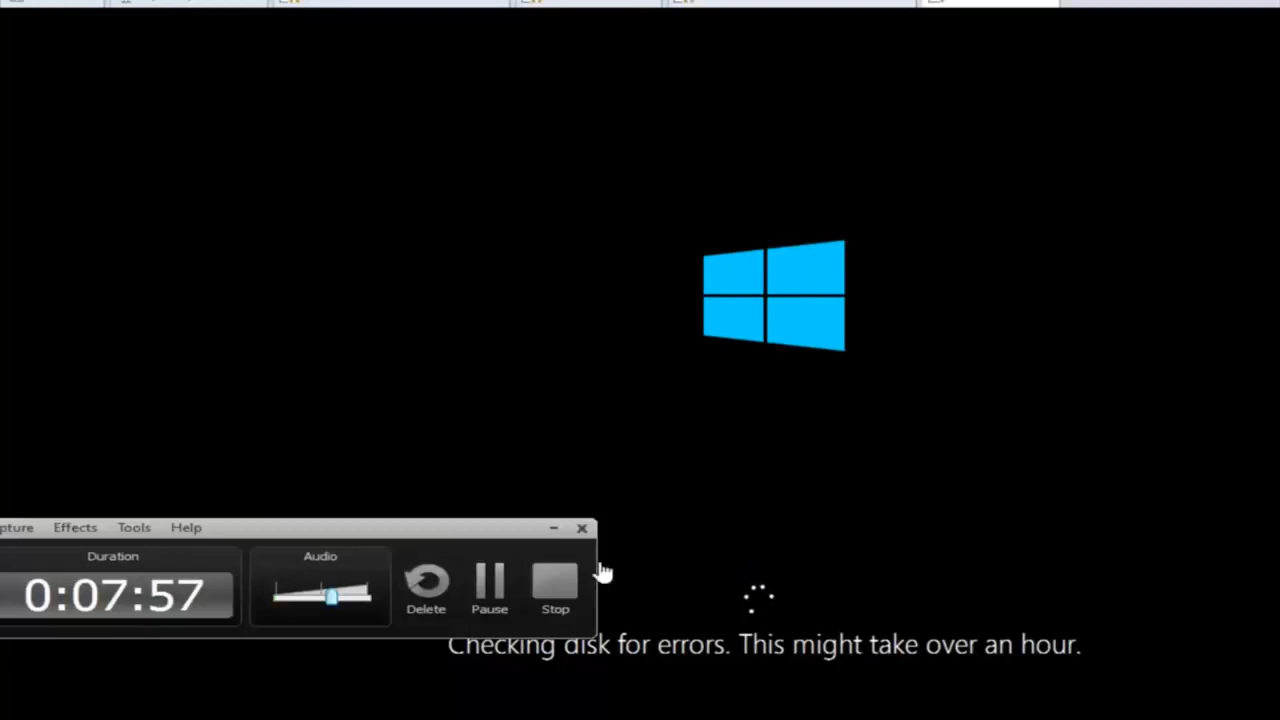 pture Effects Tools Help
Duration
Audio
0:07:57
Delete Pause Stop
Checking disk for errors. This might take over an hour.